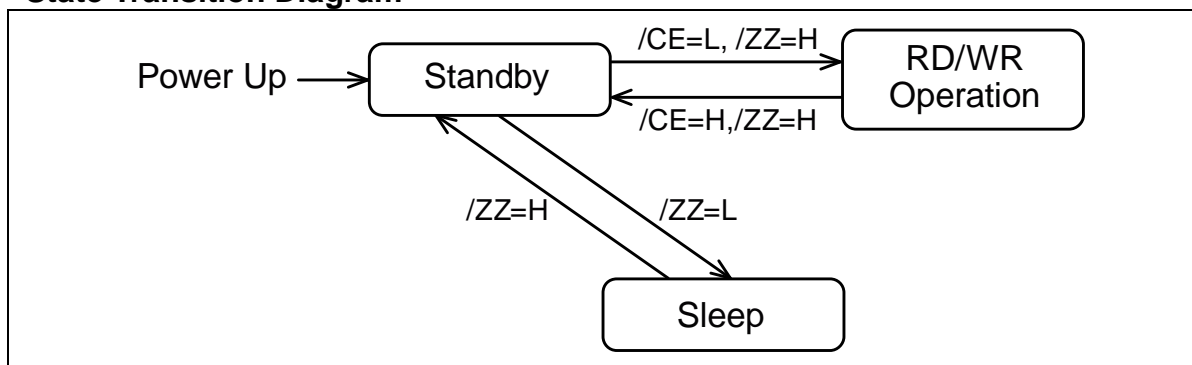 State Transition Diagram
/CE=L, /ZZ=H
Power Up
Standby
RD/WR
Operation
/CE=H,/ZZ=H
/ZZ=H
/ZZ=L
Sleep